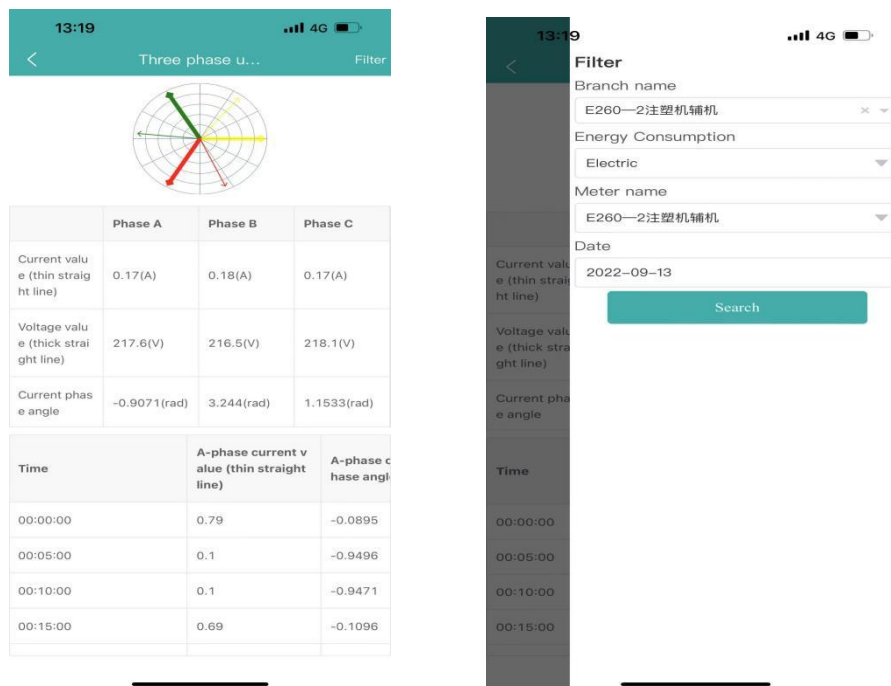 13:19
4G
Three phase u...
Filter
Phase A
Phase B
Phase C
Current valu
e (thin straig
ht line)
0.17(A)
0.18(A)
0.17(A)
Voltage valu
e (thick strai
ght line)
217.6(V)
216.5(V)
218.1(V)
Current phas
e angle
-0.9071(rad)
3.244(rad)
1.1533(rad)
Time
A-phase current v
alue (thin straight
line)
A-phase c
hase angl
00:00:00
0.79
-0.0895
00:05:00
0.1
-0.9496
00:10:00
0.1
-0.9471
00:15:00
0.69
-0.1096
13:19
4G
Filter
Branch name
E260—2注塑机辅机
Energy Consumption
Electric
Meter name
E260—2注塑机辅机
Date
2022-09-13
Search
Current valu
e (thin straig
ht line)
Voltage valu
e (thick stra
ght line)
Current pha
e angle
Time
00:00:00
00:05:00
00:10:00
00:15:00